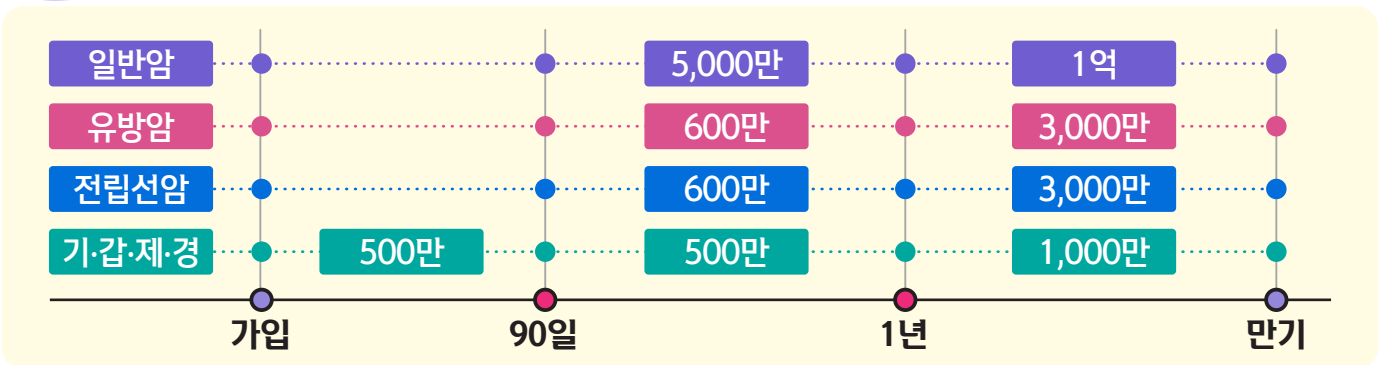 일반암 5,000만 1억
유방암 600만 3,000만
전립선암 600만 3,000만
기·갑·제·경 500만 500만 1,000만
가입 90일 1년 만기